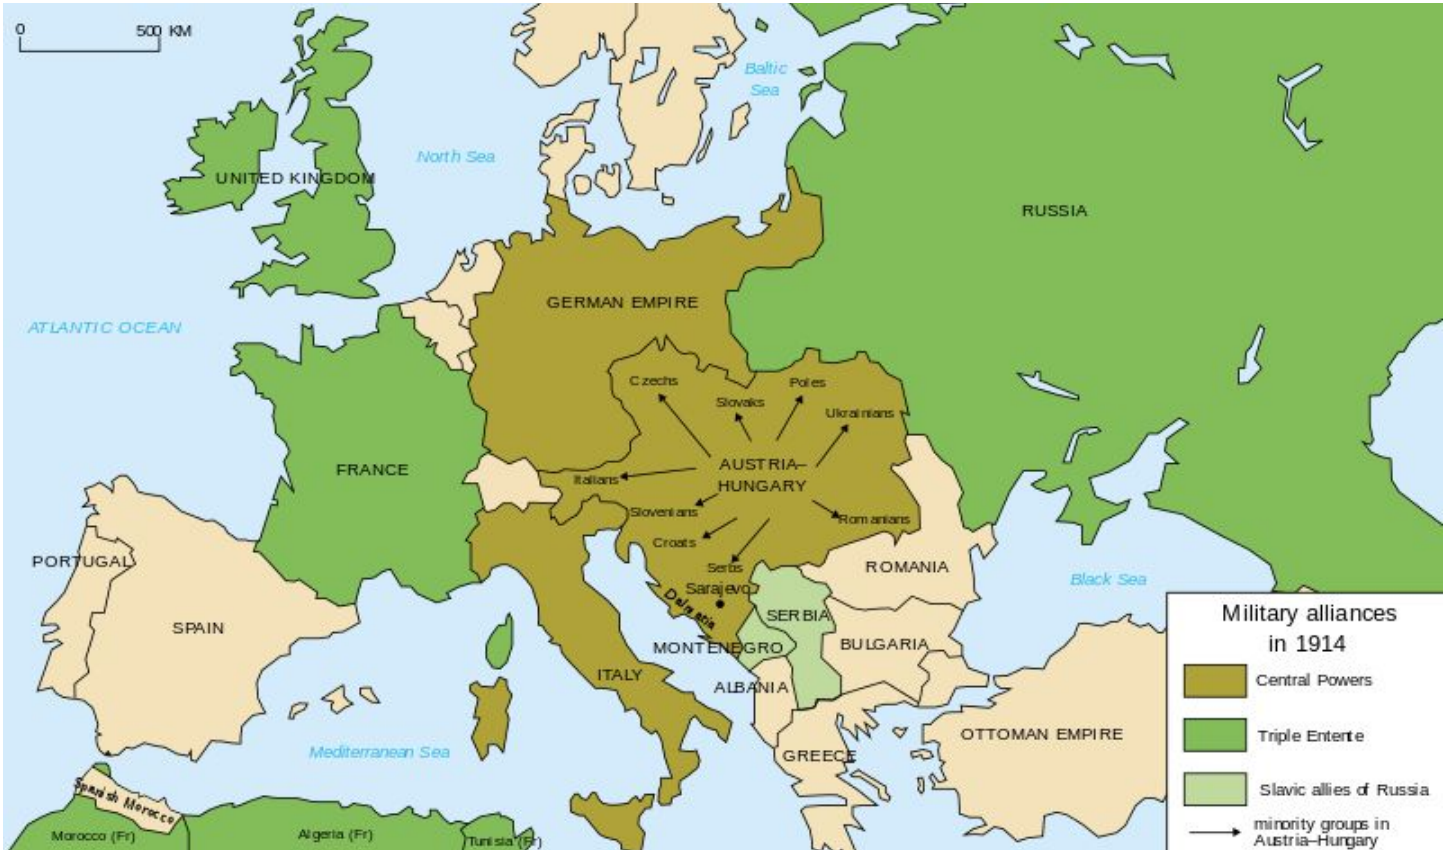 0 500 KM
Baltic
Sea
North Sea
UNITED KINGDOM
RUSSIA
GERMAN EMPIRE
ATLANTIC OCEAN
Czechs
Poles
Slovaks
Ukrainians
FRANCE
AUSTRIA–
HUNGARY
Italians
Slovenians
Romanians
Croats
PORTUGAL
Serbs
ROMANIA
Black Sea
Sarajevo
Dalmatia
SERBIA
SPAIN
MONTENEGRO
BULGARIA
ITALY
ALBANIA
OTTOMAN EMPIRE
Mediterranean Sea
GREECE
Spanish Morocco
Morocco (Fr)
Algeria (Fr)
Tunisia (Fr)
Military alliances
in 1914
Central Powers
Triple Entente
Slavic allies of Russia
minority groups in
Austria–Hungary